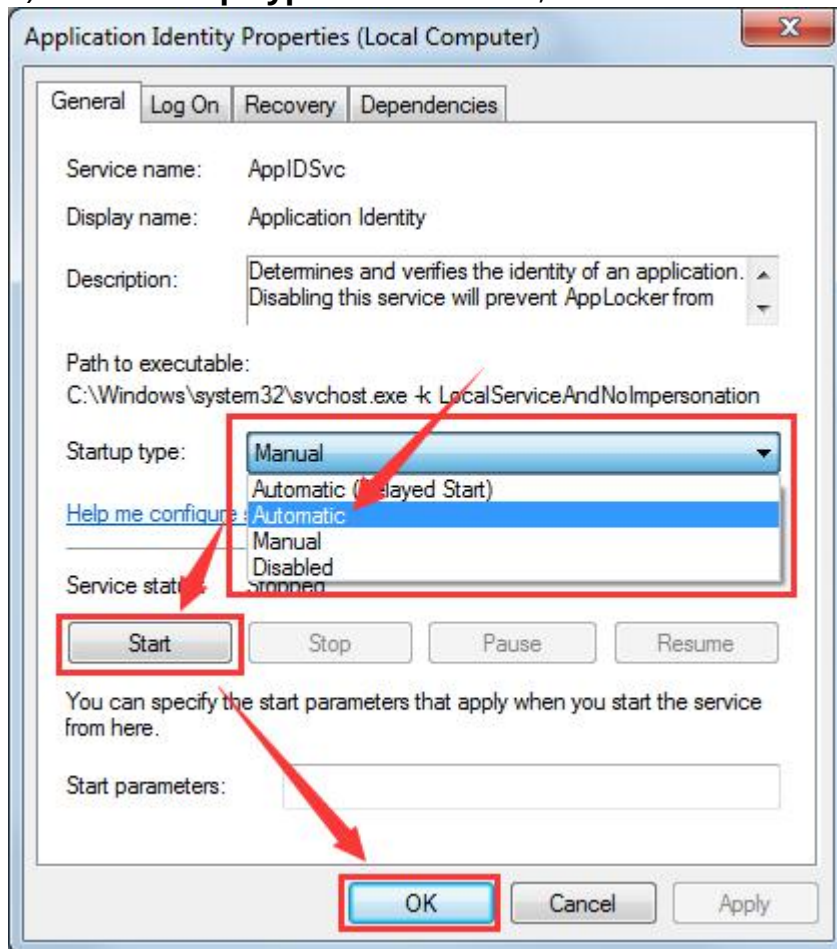 Application Identity Properties (Local Computer)
General Log On Recovery Dependencies
Service name: AppIDSvc
Display name: Application Identity
Description: Determines and verifies the identity of an application.
Disabling this service will prevent AppLocker from
Path to executable:
C:\Windows\system32\svchost.exe -k LocalServiceAndNoImpersonation
Startup type: Manual
Automatic (Delayed Start)
Help me configure
Automatic
Manual
Disabled
Service status: Stopped
Start Stop Pause Resume
You can specify the start parameters that apply when you start the service
from here.
Start parameters:
OK Cancel Apply